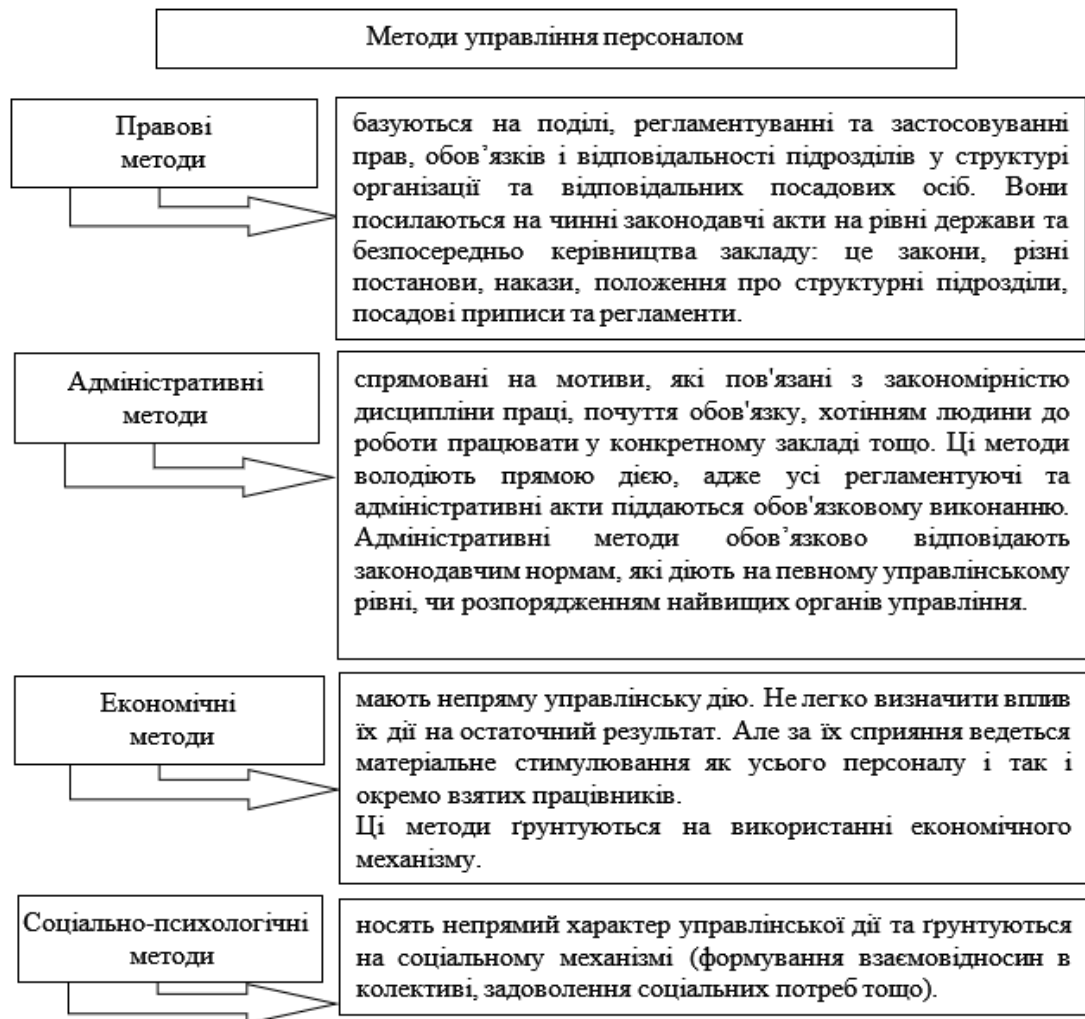 Методи управління персоналом
Правові
методи
базуються на поділі, регламентуванні та застосовуванні
прав, обов’язків і відповідальності підрозділів у структурі
організації та відповідальних посадових осіб. Вони
посилаються на чинні законодавчі акти на рівні держави та
безпосередньо керівництва закладу: це закони, різні
постанови, накази, положення про структурні підрозділи,
посадові приписи та регламенти.
Адміністративні
методи
спрямовані на мотиви, які пов'язані з закономірністю
дисципліни праці, почуття обов'язку, хотінням людини до
роботи працювати у конкретному закладі тощо. Ці методи
володіють прямою дією, адже усі регламентуючі та
адміністративні акти піддаються обов'язковому виконанню.
Адміністративні методи обов’язково відповідають
законодавчим нормам, які діють на певному управлінському
рівні, чи розпорядженням найвищих органів управління.
Економічні
методи
мають непряму управлінську дію. Не легко визначити вплив
їх дії на остаточний результат. Але за їх сприяння ведеться
матеріальне стимулювання як усього персоналу і так і
окремо взятих працівників.
Ці методи ґрунтуються на використанні економічного
механізму.
Соціально-психологічні
методи
носять непрямий характер управлінської дії та ґрунтуються
на соціальному механізмі (формування взаємовідносин в
колективі, задоволення соціальних потреб тощо).